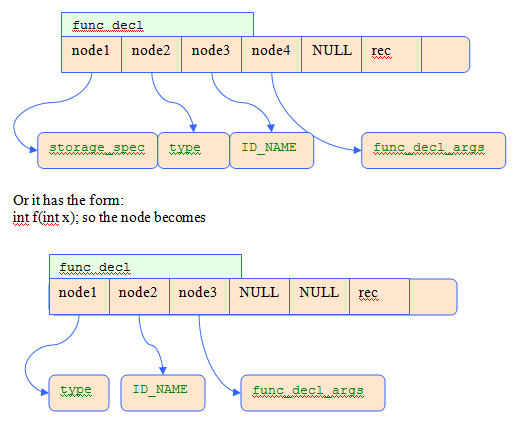 func_decl
node1 node2 node3 node4 NULL rec
storage_spec type ID_NAME func_decl_args
Or it has the form:
int f(int x); so the node becomes
func_decl
node1 node2 node3 NULL NULL rec
type ID_NAME func_decl_args